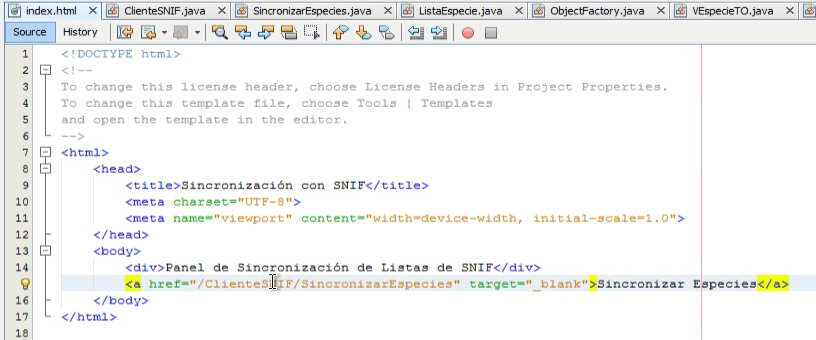 index.html ClienteSNIF.java SincronizarEspecies.java ListaEspecie.java ObjectFactory.java VEspecieTO.java
Source History
1 <!DOCTYPE html>
2 <!--
3 To change this license header, choose License Headers in Project Properties.
4 To change this template file, choose Tools | Templates
5 and open the template in the editor.
6 -->
7 <html>
8 <head>
9 <title>Sincronización con SNIF</title>
10 <meta charset="UTF-8">
11 <meta name="viewport" content="width=device-width, initial-scale=1.0">
12 </head>
13 <body>
14 <div>Panel de Sincronización de Listas de SNIF</div>
<a href="/ClienteSNIF/SincronizarEspecies" target="_blank">Sincronizar Especies</a>
16 </body>
17 </html>
18